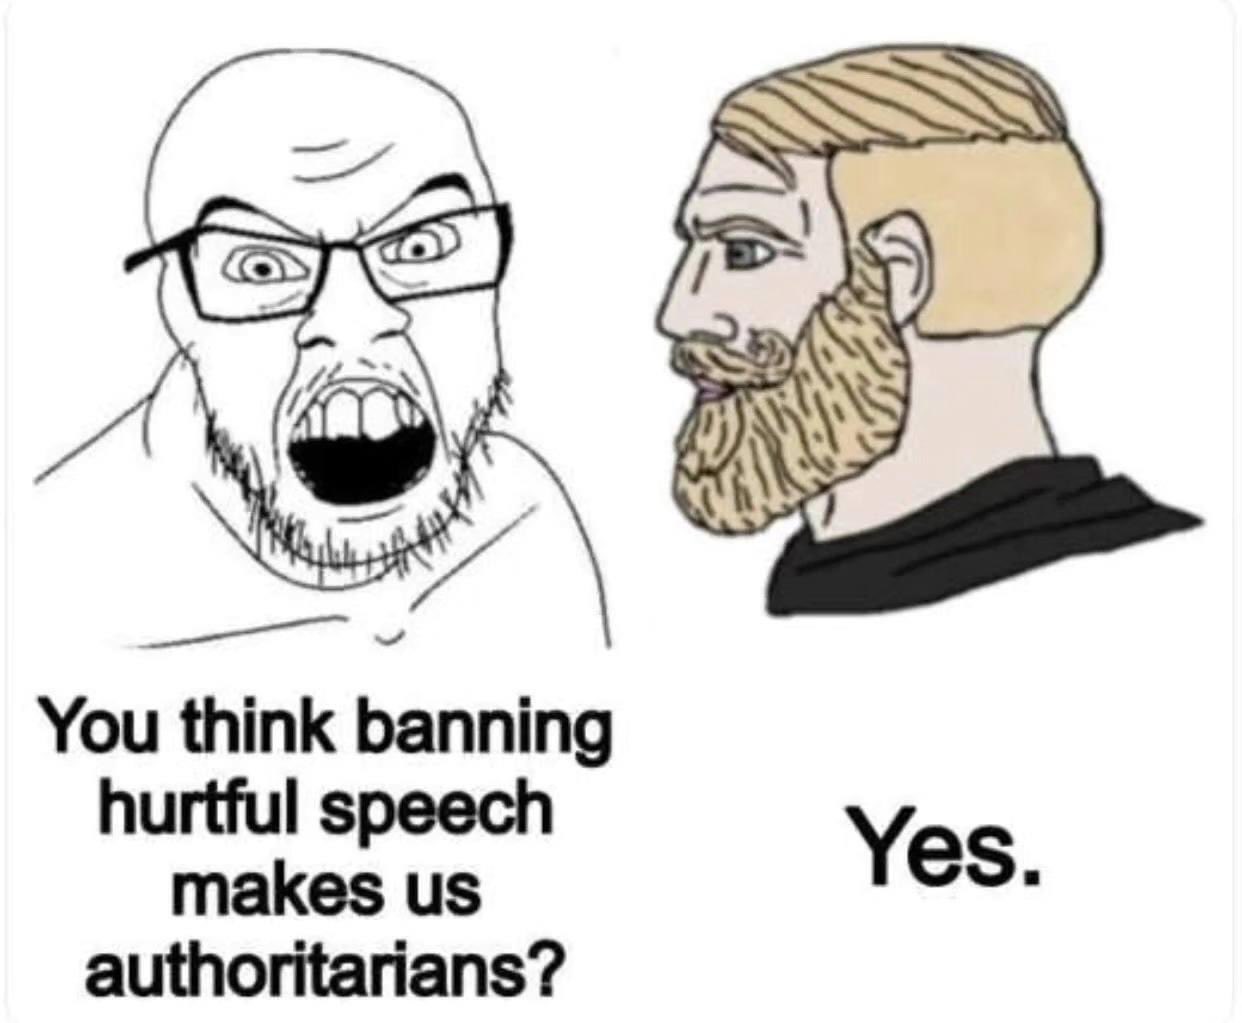 You think banning
hurtful speech
makes us
authoritarians?
Yes.